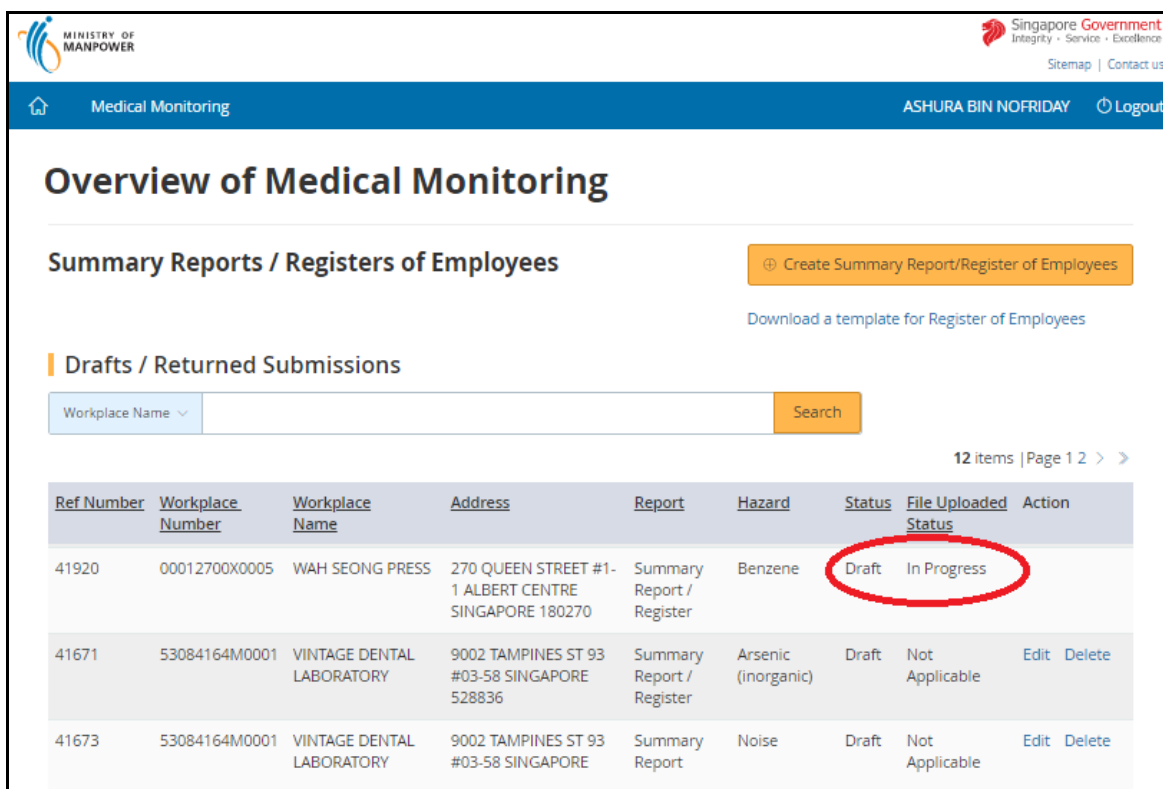 MINISTRY OF
MANPOWER
Singapore Government
Integrity · Service · Excellence
Sitemap | Contact us
Medical Monitoring
ASHURA BIN NOFRIDAY
Logout
Overview of Medical Monitoring
Summary Reports / Registers of Employees
Create Summary Report/Register of Employees
Download a template for Register of Employees
Drafts / Returned Submissions
Workplace Name
Search
12 items |Page 1 2 > »
Ref Number Workplace Workplace Address Report Hazard Status File Uploaded Action
Number Name Status
41920 00012700X0005 WAH SEONG PRESS 270 QUEEN STREET #1- Summary Benzene Draft In Progress
1 ALBERT CENTRE Report /
SINGAPORE 180270 Register
41671 53084164M0001 VINTAGE DENTAL 9002 TAMPINES ST 93 Summary Arsenic Draft Not Edit Delete
LABORATORY #03-58 SINGAPORE Report / (inorganic) Applicable
528836 Register
41673 53084164M0001 VINTAGE DENTAL 9002 TAMPINES ST 93 Summary Noise Draft Not Edit Delete
LABORATORY #03-58 SINGAPORE Report Applicable